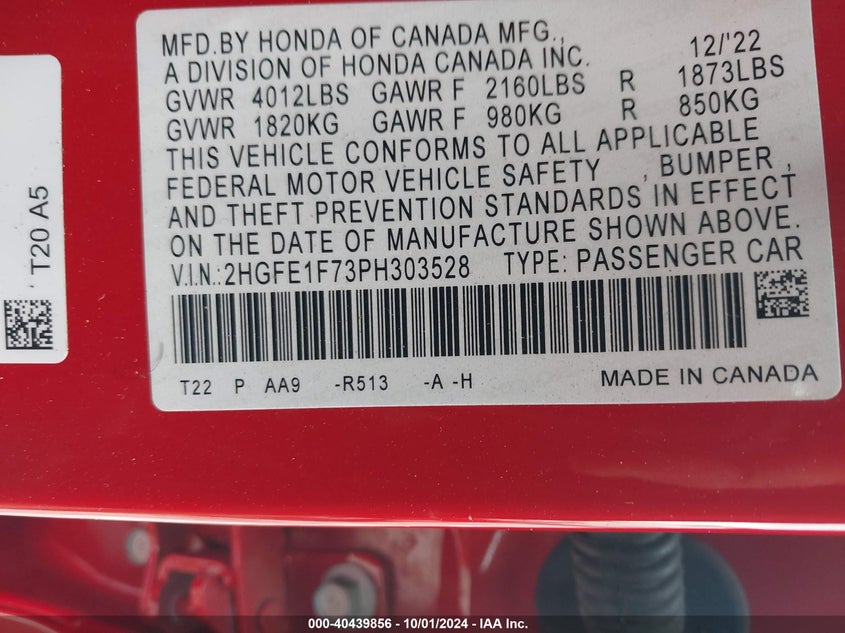 MFD.BY HONDA OF CANADA MFG., 12/'22
A DIVISION OF HONDA CANADA INC.
GVWR 4012LBS GAWR F 2160LBS R 1873LBS
GVWR 1820KG GAWR F 980KG R 850KG
THIS VEHICLE CONFORMS TO ALL APPLICABLE
FEDERAL MOTOR VEHICLE SAFETY , BUMPER ,
AND THEFT PREVENTION STANDARDS IN EFFECT
ON THE DATE OF MANUFACTURE SHOWN ABOVE.
V.I.N.:2HGFE1F73PH303528 TYPE: PASSENGER CAR
T22 P AA9 -R513 -A -H MADE IN CANADA
T20 A5
000-40439856 - 10/01/2024 - IAA Inc.